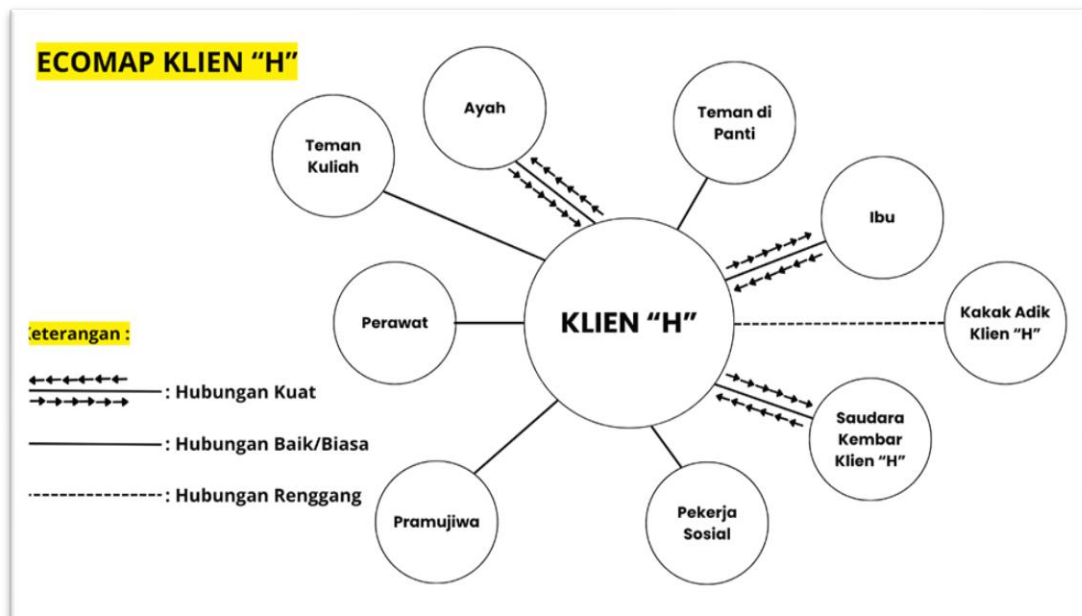 ECOMAP KLIEN “H”
Ayah
Teman di
Panti
Teman
Kuliah
Ibu
Perawat
KLIEN “H”
Kakak Adik
Klien “H”
eterangan :
: Hubungan Kuat
: Hubungan Baik/Biasa
: Hubungan Renggang
Saudara
Kembar
Klien “H”
Pramujiwa
Pekerja
Sosial